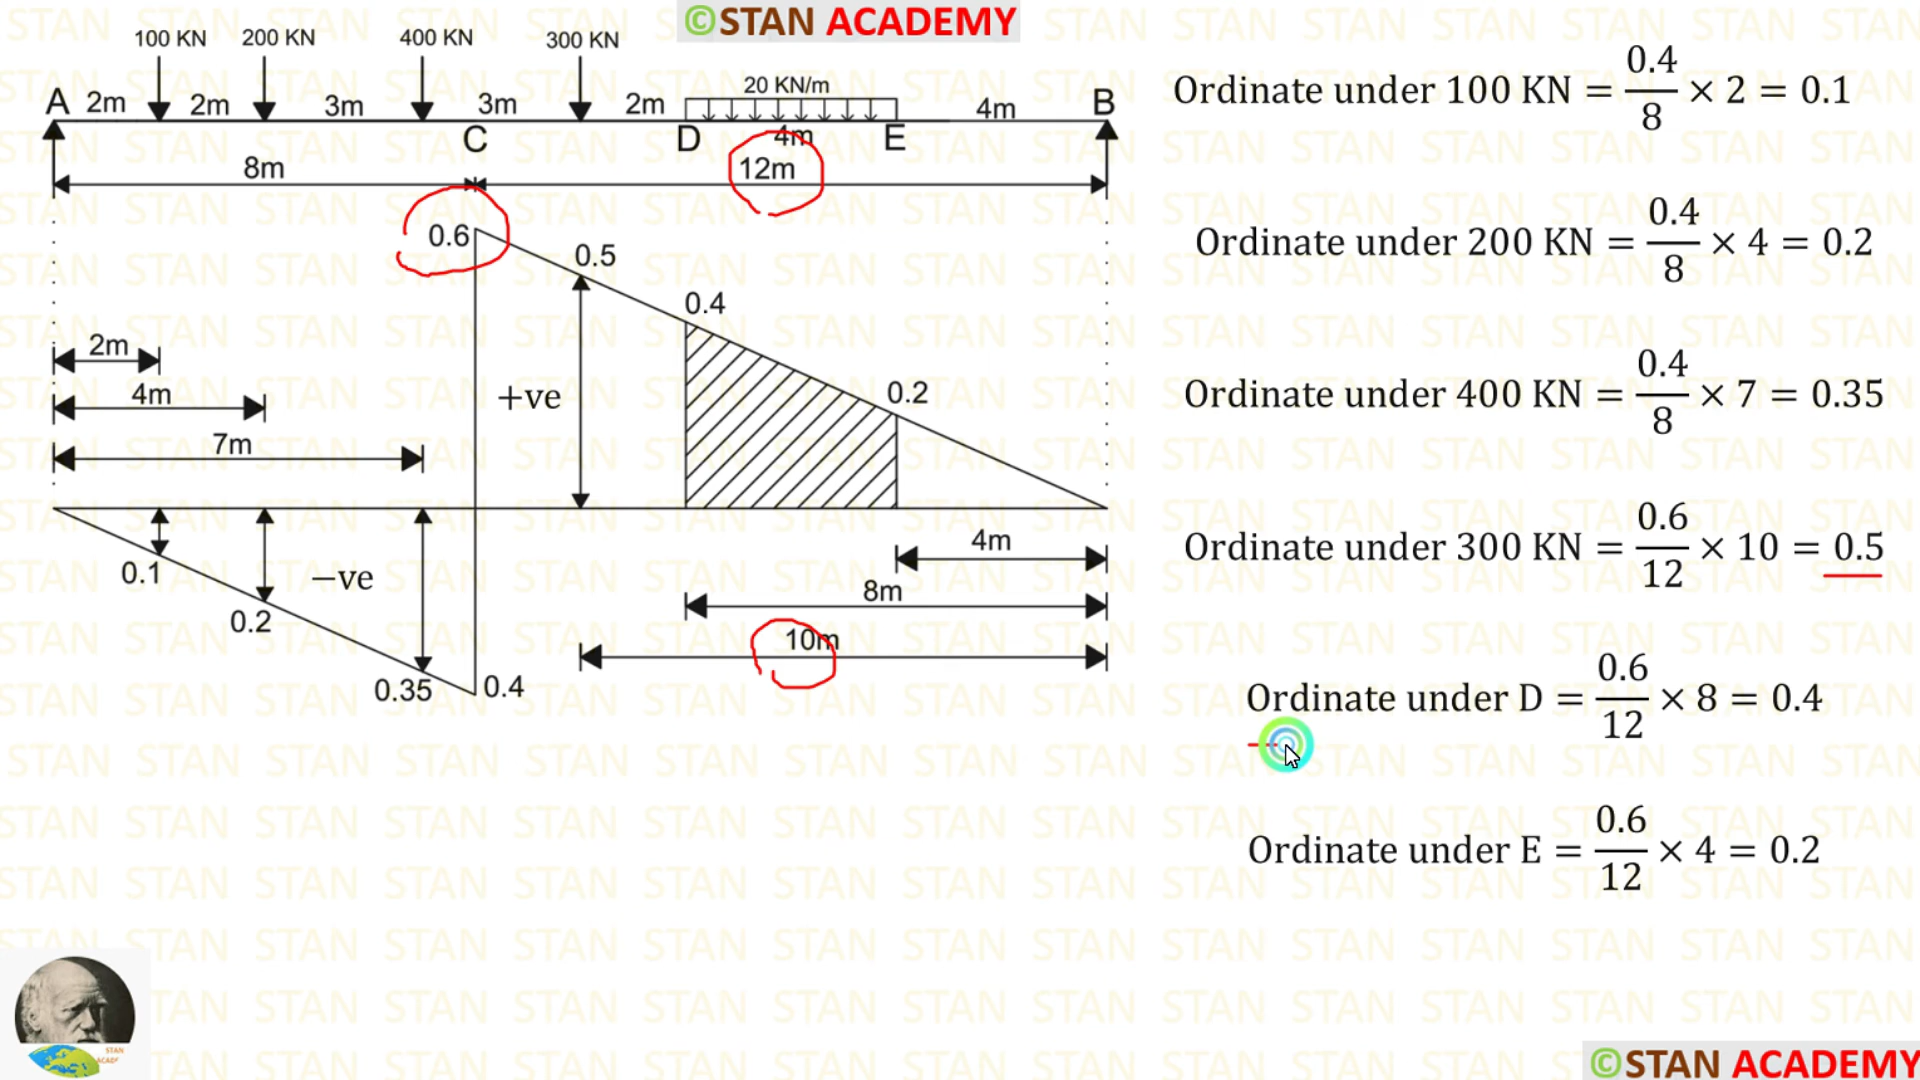 ©STAN ACADEMY
100 KN 200 KN 400 KN 300 KN
20 KN/m
A 2m 2m 3m 3m 2m 4m B
C D 4m E
8m 12m
0.6
0.5
0.4
2m
0.2
4m
+ve
7m
0.1
−ve
0.2
4m
8m
10m
0.35 0.4
Ordinate under 100 KN = 0.4/8 × 2 = 0.1
Ordinate under 200 KN = 0.4/8 × 4 = 0.2
Ordinate under 400 KN = 0.4/8 × 7 = 0.35
Ordinate under 300 KN = 0.6/12 × 10 = 0.5
Ordinate under D = 0.6/12 × 8 = 0.4
Ordinate under E = 0.6/12 × 4 = 0.2
STAN
ACADF
©STAN ACADEMY